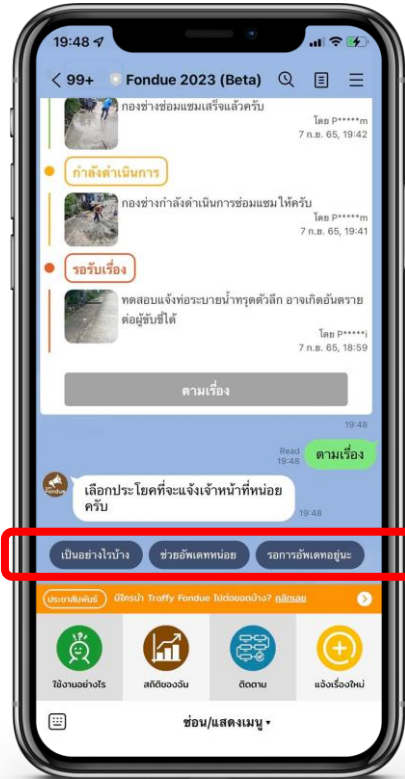 19:48
99+ Fondue 2023 (Beta)
กองช่างซ่อมแซมเสร็จแล้วครับ
โดย P*****m
7 ก.ย. 65, 19:42
กำลังดำเนินการ
กองช่างกำลังดำเนินการซ่อมแซม ให้ครับ
โดย P*****m
7 ก.ย. 65, 19:41
รอรับเรื่อง
ทดสอบแจ้งท่อระบายน้ำทรุดตัวลึก อาจเกิดอันตราย
ต่อผู้ขับขี่ได้
โดย P*****i
7 ก.ย. 65, 18:59
ตามเรื่อง
19:48
Read
19:48
ตามเรื่อง
Fondue
เลือกประโยคที่จะแจ้งเจ้าหน้าที่หน่อย
ครับ
19:48
เป็นอย่างไรบ้าง ช่วยอัพเดทหน่อย รอการอัพเดทอยู่นะ
ประชาสัมพันธ์ มีใครนำ Traffy Fondue ไปต่อยอดบ้าง? คลิกเลย
ใช้งานอย่างไร สถิติของฉัน ติดตาม แจ้งเรื่องใหม่
ซ่อน/แสดงเมนู